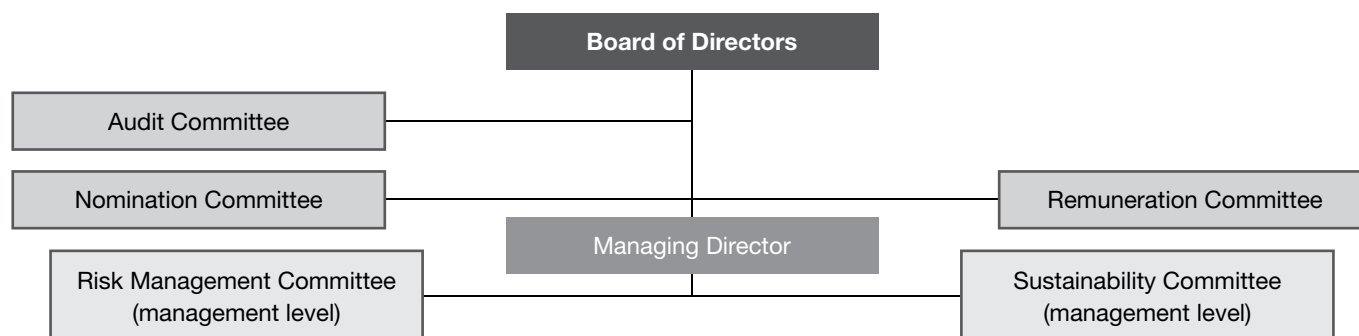 Board of Directors
Audit Committee
Nomination Committee
Remuneration Committee
Managing Director
Risk Management Committee
(management level)
Sustainability Committee
(management level)